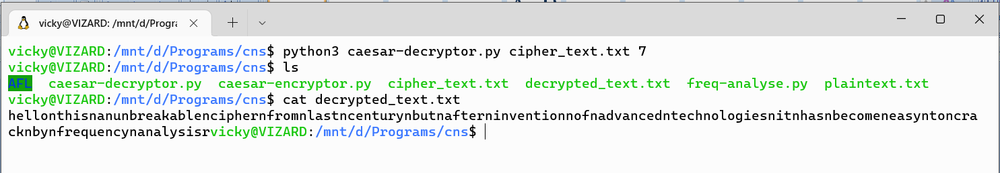 vicky@VIZARD: /mnt/d/Progra
vicky@VIZARD:/mnt/d/Programs/cns$ python3 caesar-decryptor.py cipher_text.txt 7
vicky@VIZARD:/mnt/d/Programs/cns$ ls
AFL caesar-decryptor.py caesar-encryptor.py cipher_text.txt decrypted_text.txt freq-analyse.py plaintext.txt
vicky@VIZARD:/mnt/d/Programs/cns$ cat decrypted_text.txt
hellonthisnanunbreakablenciphernfromnlastncenturynbutnafterninventionnofnadvancedntechnologiesnitnhasnbecomeneasyntoncra
cknbynfrequencynanalysisrvicky@VIZARD:/mnt/d/Programs/cns$